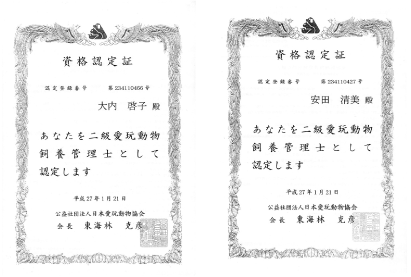 資格認定証
認定登録番号 第234110466号
大内 啓子 殿
あなたを二級愛玩動物
飼養管理士として
認定します
平成27年1月21日
公益社団法人日本愛玩動物協会
会長 東海林 克彦
資格認定証
認定登録番号 第234110427号
安田 清美 殿
あなたを二級愛玩動物
飼養管理士として
認定します
平成27年1月21日
公益社団法人日本愛玩動物協会
会長 東海林 克彦